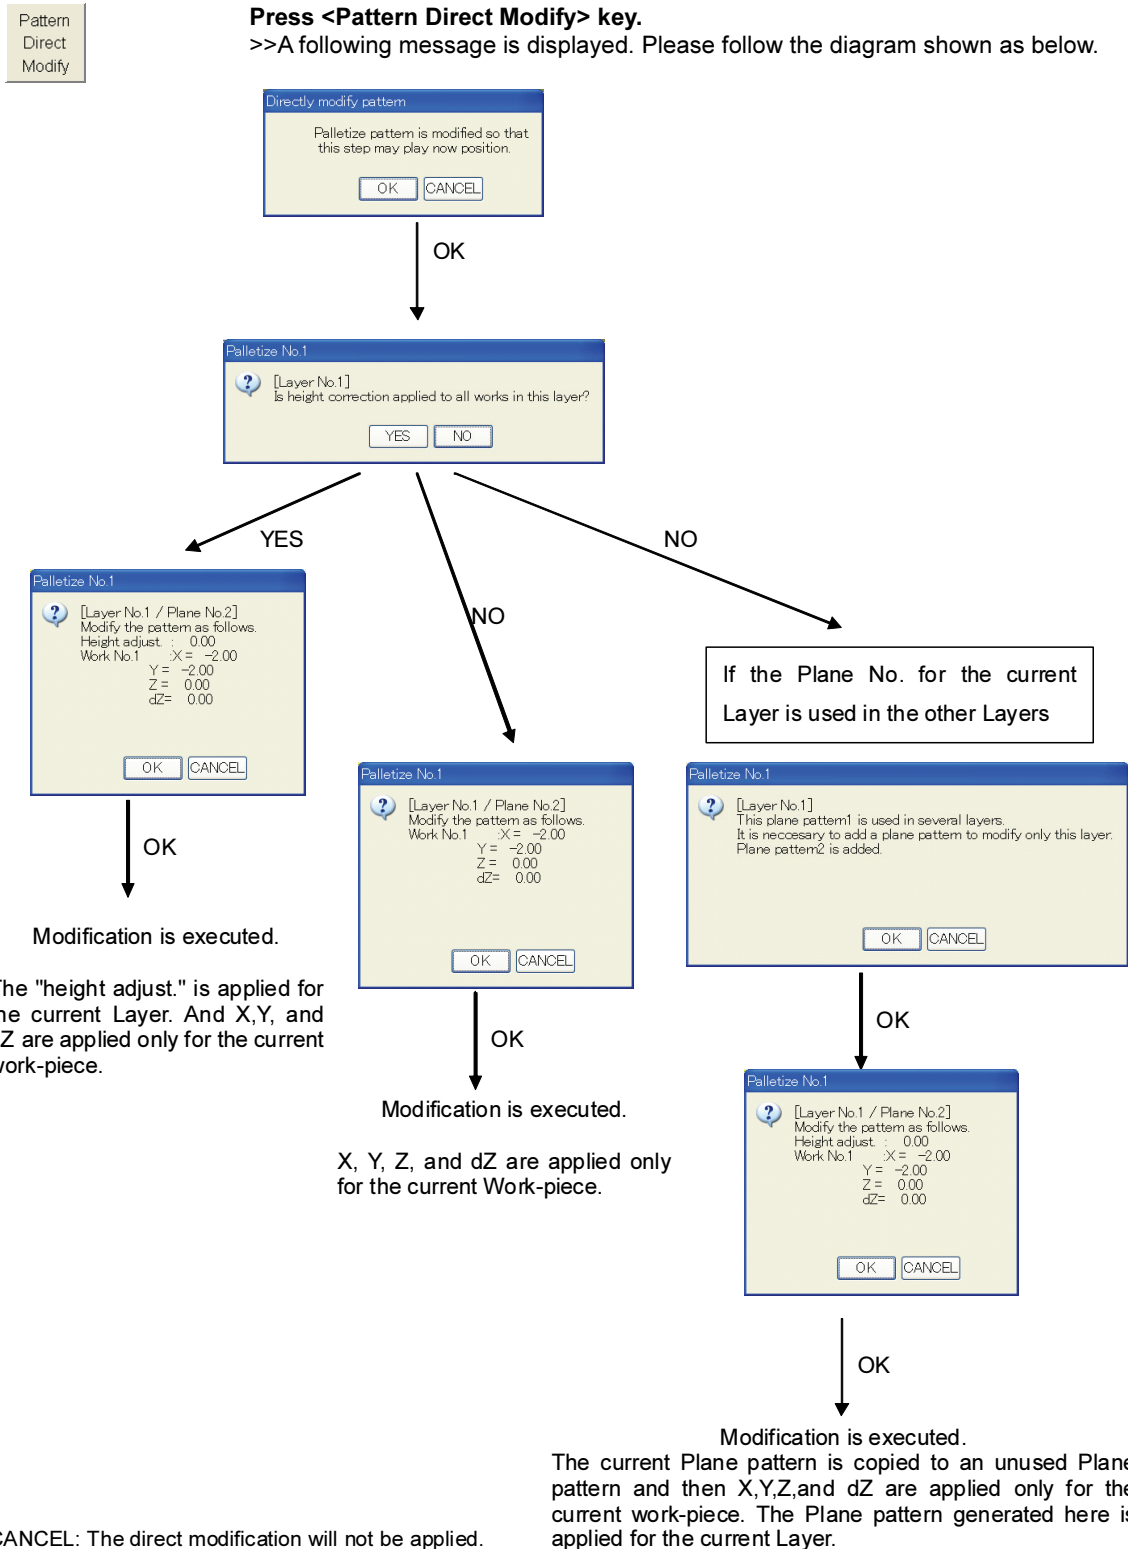 Pattern
Direct
Modify
Press <Pattern Direct Modify> key.
>>A following message is displayed. Please follow the diagram shown as below.
Directly modify pattern
Palletize pattern is modified so that
this step may play now position.
OK CANCEL
OK
Palletize No.1
[Layer No.1]
Is height correction applied to all works in this layer?
YES NO
YES
NO
NO
Palletize No.1
[Layer No.1 / Plane No.2]
Modify the pattern as follows.
Height adjust. : 0.00
Work No.1 :X = -2.00
Y = -2.00
Z = 0.00
dZ= 0.00
OK CANCEL
OK
Modification is executed.
The "height adjust." is applied for
the current Layer. And X,Y, and
Z are applied only for the current
work-piece.
Palletize No.1
[Layer No.1 / Plane No.2]
Modify the pattern as follows.
Work No.1 :X = -2.00
Y = -2.00
Z = 0.00
dZ= 0.00
OK CANCEL
OK
Modification is executed.
X, Y, Z, and dZ are applied only
for the current Work-piece.
If the Plane No. for the current
Layer is used in the other Layers
Palletize No.1
[Layer No.1]
This plane pattern1 is used in several layers.
It is neccesary to add a plane pattern to modify only this layer.
Plane pattern2 is added.
OK CANCEL
OK
Palletize No.1
[Layer No.1 / Plane No.2]
Modify the pattern as follows.
Height adjust. : 0.00
Work No.1 :X = -2.00
Y = -2.00
Z = 0.00
dZ= 0.00
OK CANCEL
OK
Modification is executed.
The current Plane pattern is copied to an unused Plane
pattern and then X,Y,Z,and dZ are applied only for the
current work-piece. The Plane pattern generated here is
applied for the current Layer.
CANCEL: The direct modification will not be applied.